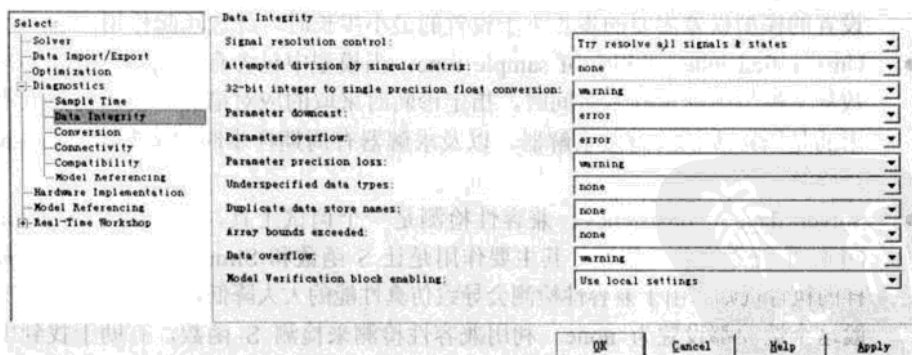 Select:
Solver
Data Import/Export
Optimization
Diagnostics
Sample Time
Data Integrity
Conversion
Connectivity
Compatibility
Model Referencing
Hardware Implementation
Model Referencing
Real-Time Workshop
Data Integrity
Signal resolution control: Try resolve all signals & states
Attempted division by singular matrix: none
32-bit integer to single precision float conversion: warning
Parameter downcast: error
Parameter overflow: error
Parameter precision loss: warning
Underspecified data types: none
Duplicate data store names: none
Array bounds exceeded: none
Data overflow: warning
Model Verification block enabling: Use local settings
OK Cancel Help Apply